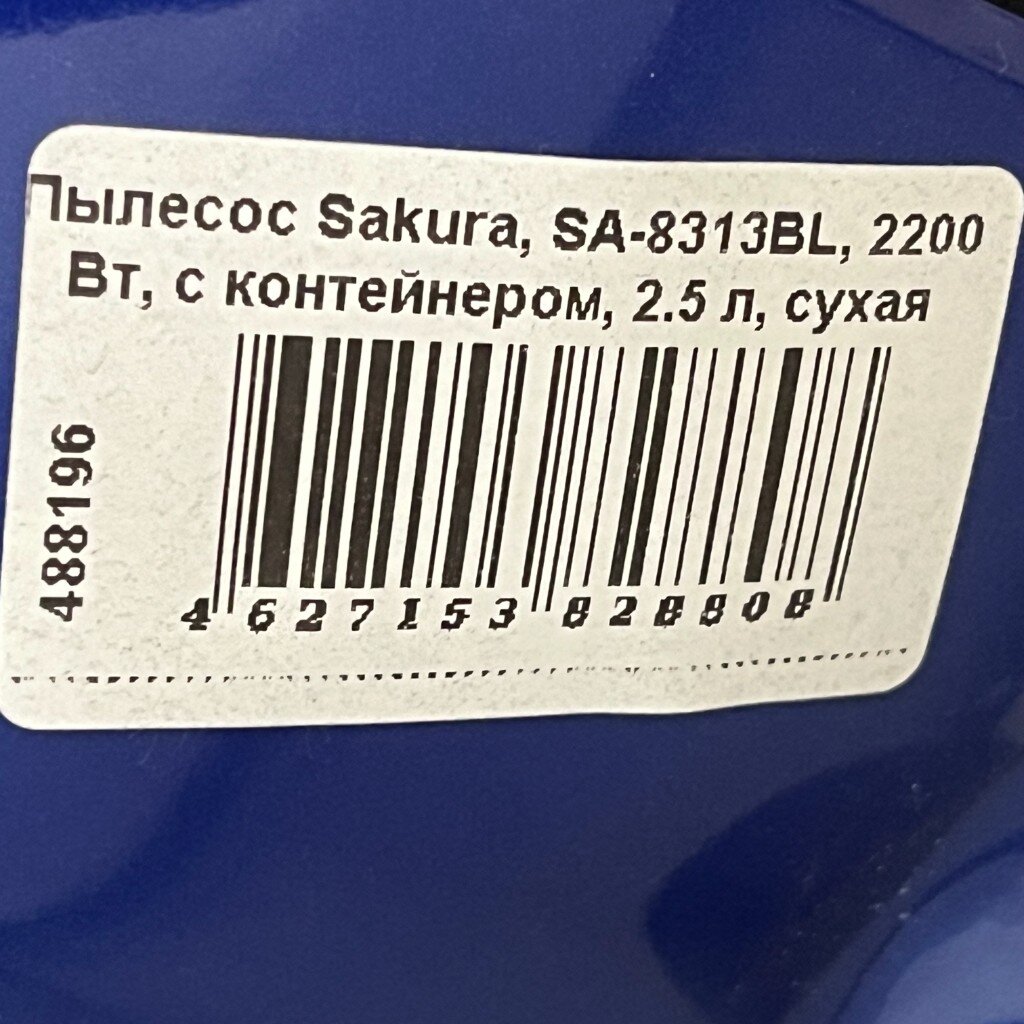 Пылесос Sakura, SA-8313BL, 2200
Вт, с контейнером, 2.5 л, сухая
488196
4 627153 828808